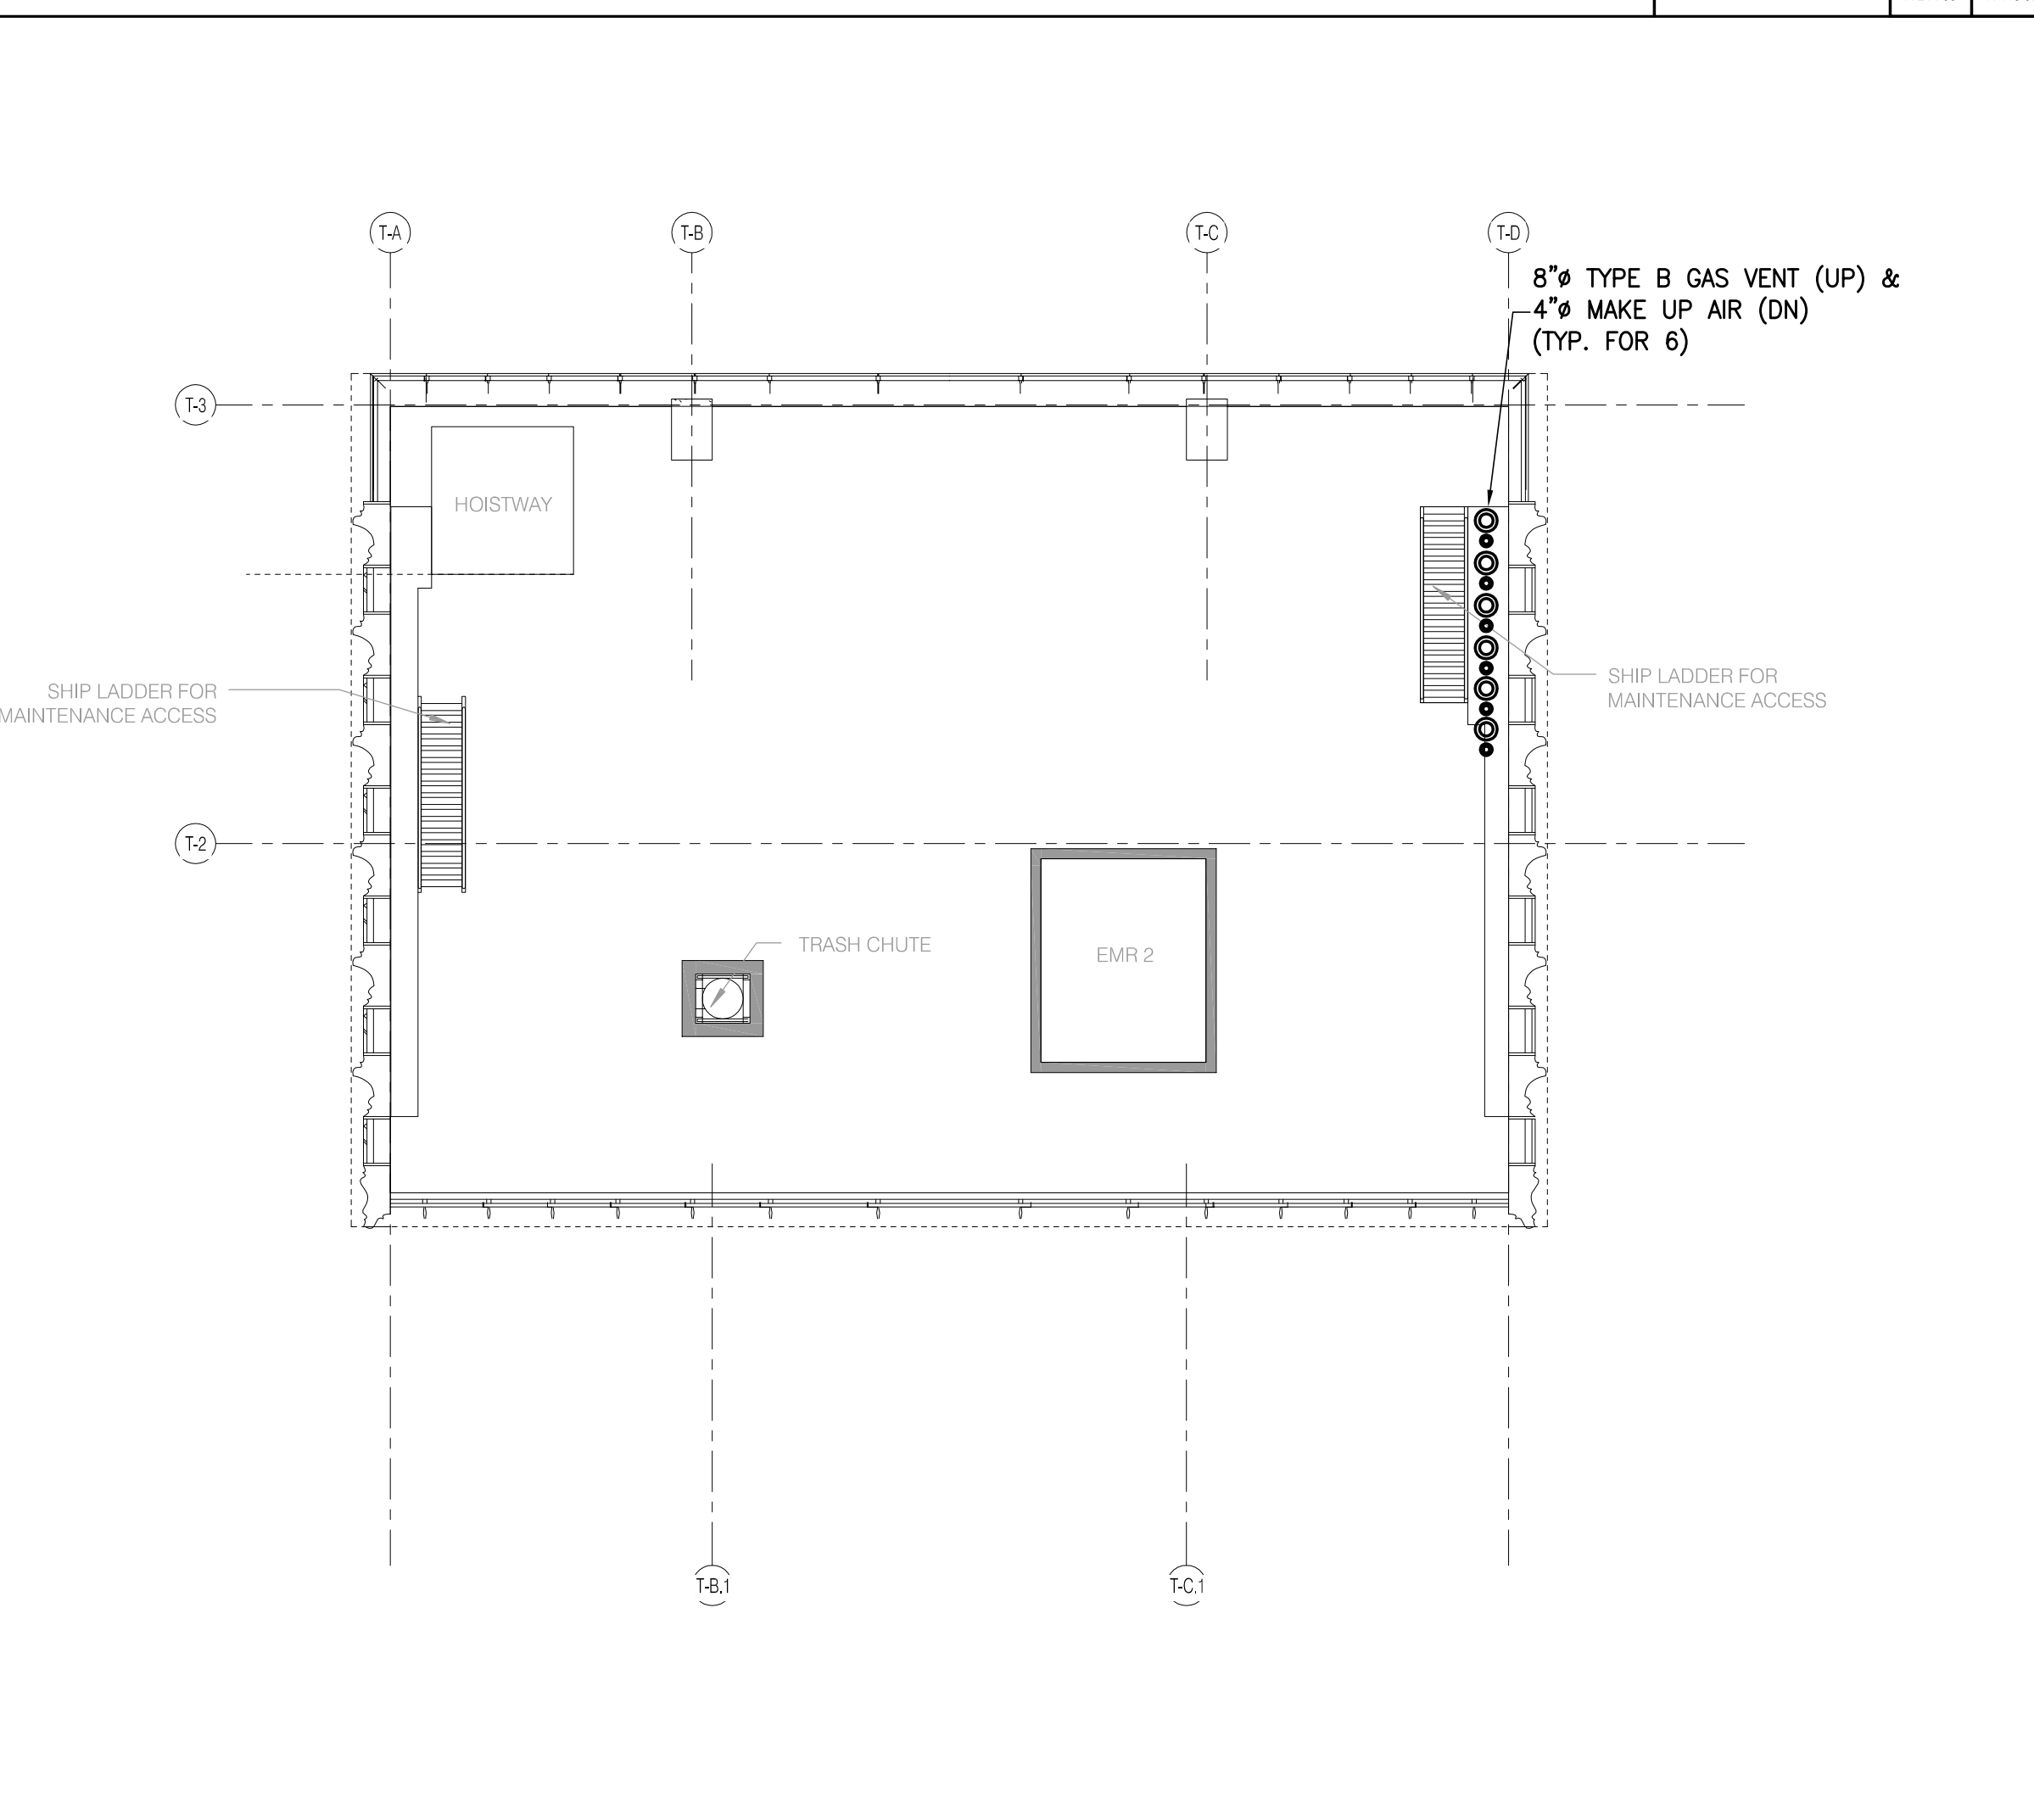 T-A
T-B
T-C
T-D
8"ø TYPE B GAS VENT (UP) &
4"ø MAKE UP AIR (DN)
(TYP. FOR 6)
T-3
HOISTWAY
SHIP LADDER FOR
MAINTENANCE ACCESS
SHIP LADDER FOR
MAINTENANCE ACCESS
T-2
TRASH CHUTE
EMR 2
T-B.1
T-C.1